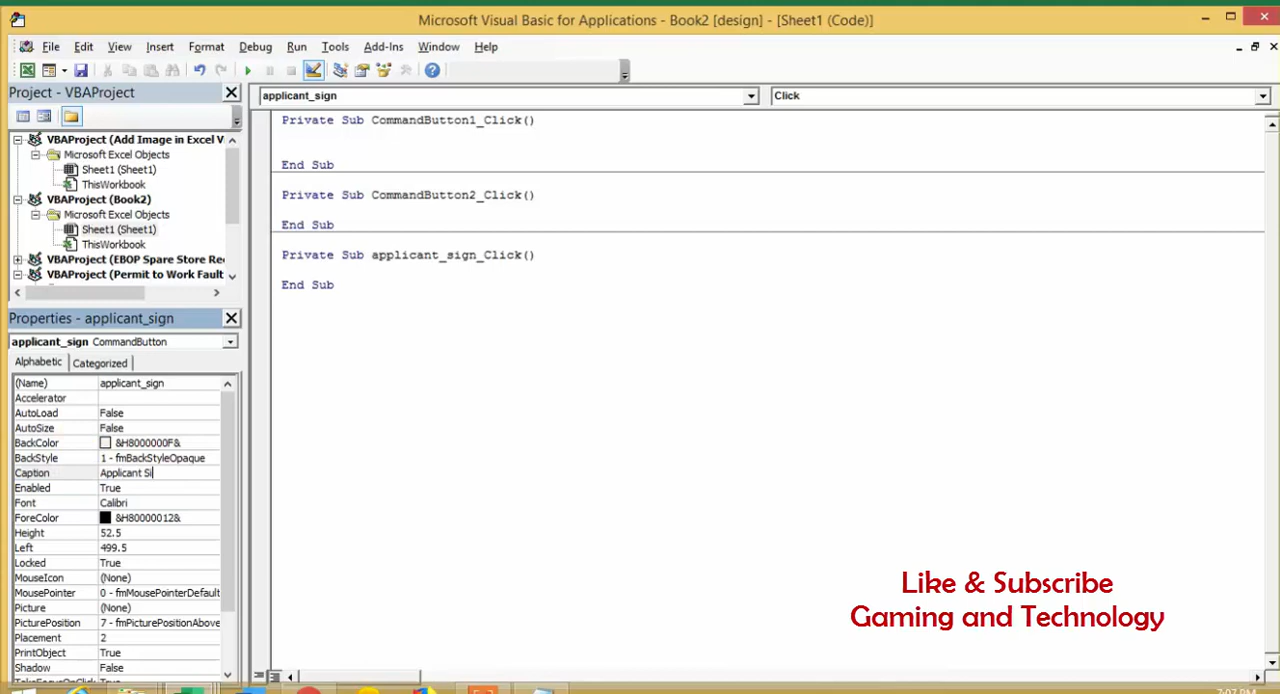 Microsoft Visual Basic for Applications - Book2 [design] - [Sheet1 (Code)]
File Edit View Insert Format Debug Run Tools Add-Ins Window Help
Project - VBAProject
VBAProject (Add Image in Excel V
Microsoft Excel Objects
Sheet1 (Sheet1)
ThisWorkbook
VBAProject (Book2)
Microsoft Excel Objects
Sheet1 (Sheet1)
ThisWorkbook
VBAProject (EBOP Spare Store Re
VBAProject (Permit to Work Fault
Properties - applicant_sign
applicant_sign CommandButton
Alphabetic Categorized
(Name) applicant_sign
Accelerator
AutoLoad False
AutoSize False
BackColor &H8000000F&
BackStyle 1 - fmBackStyleOpaque
Caption Applicant Si
Enabled True
Font Calibri
ForeColor &H80000012&
Height 52.5
Left 499.5
Locked True
MouseIcon (None)
MousePointer 0 - fmMousePointerDefault
Picture (None)
PicturePosition 7 - fmPicturePositionAbove
Placement 2
PrintObject True
Shadow False
applicant_sign Click
Private Sub CommandButton1_Click()
End Sub
Private Sub CommandButton2_Click()
End Sub
Private Sub applicant_sign_Click()
End Sub
Like & Subscribe
Gaming and Technology
7:07 PM